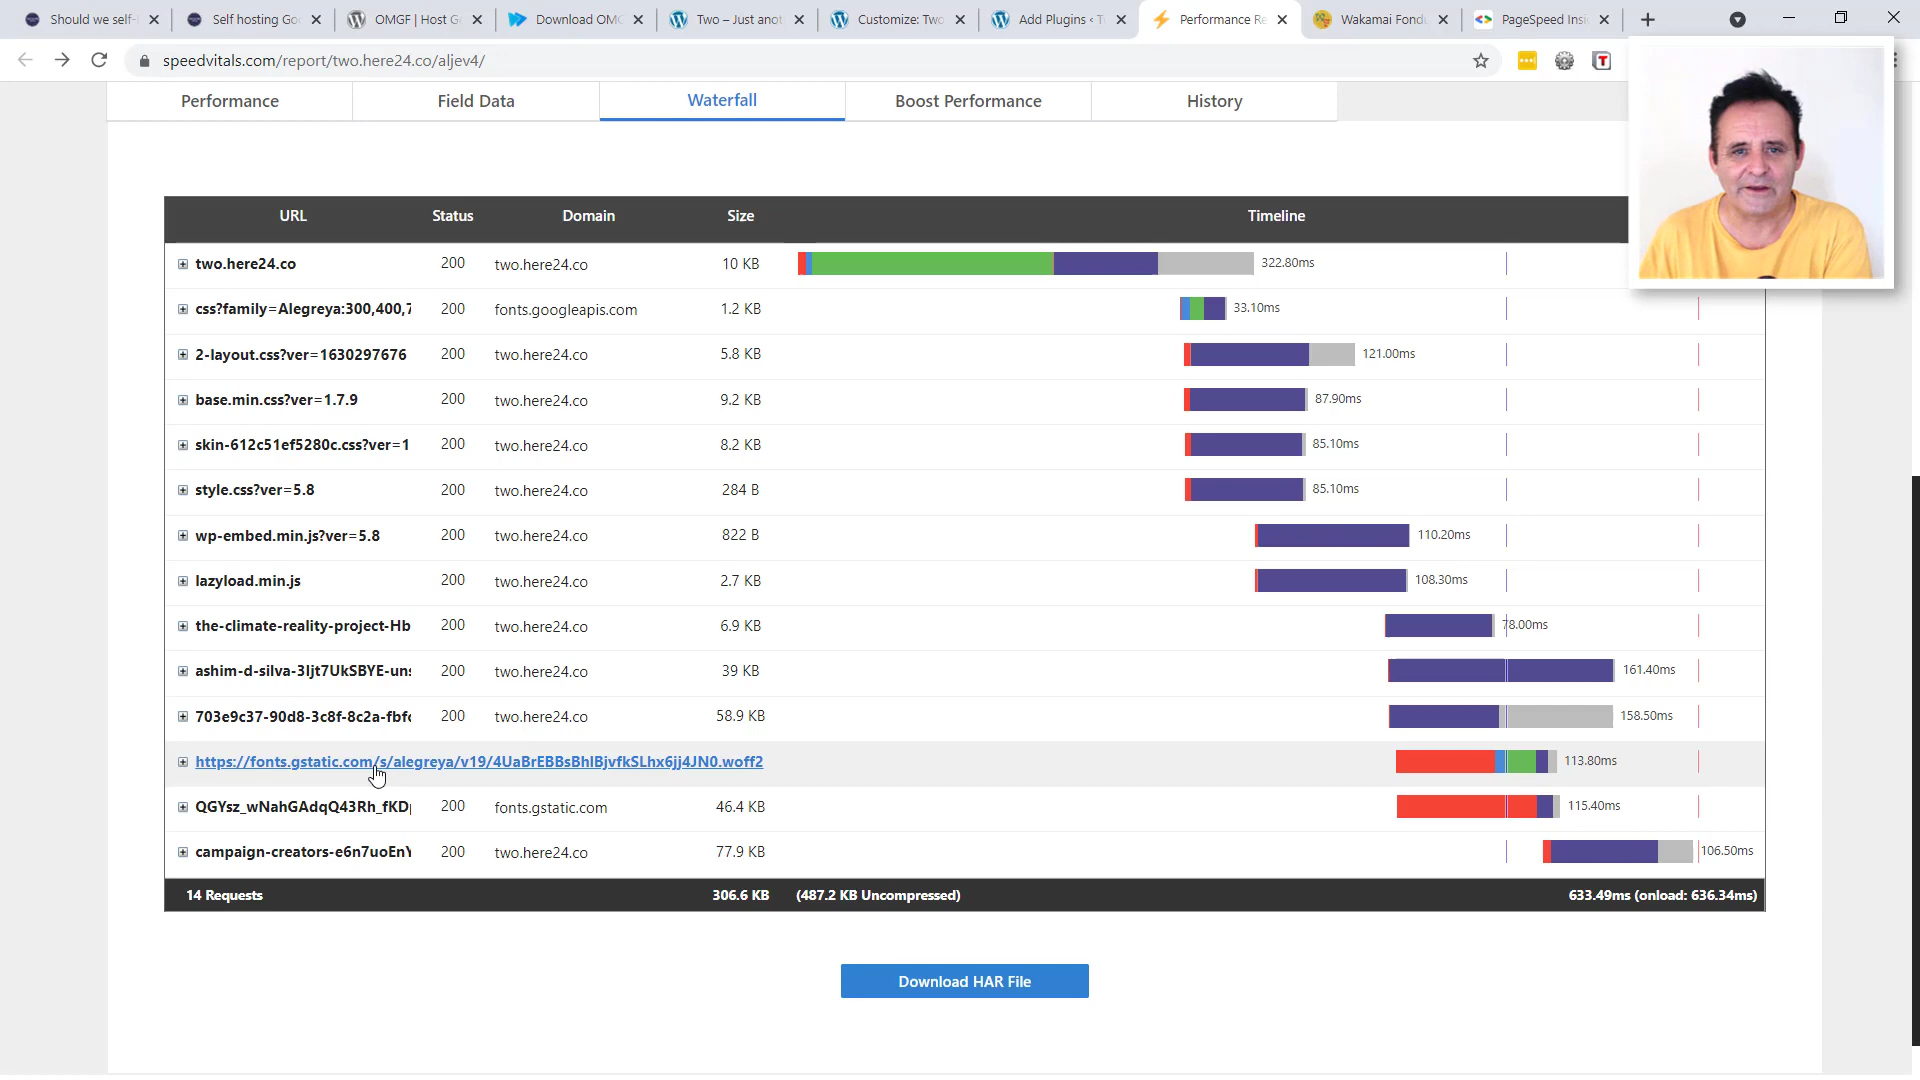 Should we self-
Self hosting Go
OMGF | Host G
Download OMG
Two – Just anot
Customize: Two
Add Plugins ‹ T
Performance Re
Wakamai Fond
PageSpeed Insi
speedvitals.com/report/two.here24.co/aljev4/
Performance
Field Data
Waterfall
Boost Performance
History
URL Status Domain Size Timeline
two.here24.co 200 two.here24.co 10 KB 322.80ms
css?family=Alegreya:300,400,7 200 fonts.googleapis.com 1.2 KB 33.10ms
2-layout.css?ver=1630297676 200 two.here24.co 5.8 KB 121.00ms
base.min.css?ver=1.7.9 200 two.here24.co 9.2 KB 87.90ms
skin-612c51ef5280c.css?ver=1 200 two.here24.co 8.2 KB 85.10ms
style.css?ver=5.8 200 two.here24.co 284 B 85.10ms
wp-embed.min.js?ver=5.8 200 two.here24.co 822 B 110.20ms
lazyload.min.js 200 two.here24.co 2.7 KB 108.30ms
the-climate-reality-project-Hb 200 two.here24.co 6.9 KB 78.00ms
ashim-d-silva-3ljt7UkSBYE-uns 200 two.here24.co 39 KB 161.40ms
703e9c37-90d8-3c8f-8c2a-fbfc 200 two.here24.co 58.9 KB 158.50ms
https://fonts.gstatic.com/s/alegreya/v19/4UaBrEBBsBhlBjvfkSLhx6jj4JN0.woff2 113.80ms
QGYsz_wNahGAdqQ43Rh_fKDp 200 fonts.gstatic.com 46.4 KB 115.40ms
campaign-creators-e6n7uoEnY 200 two.here24.co 77.9 KB 106.50ms
14 Requests 306.6 KB (487.2 KB Uncompressed) 633.49ms (onload: 636.34ms)
Download HAR File